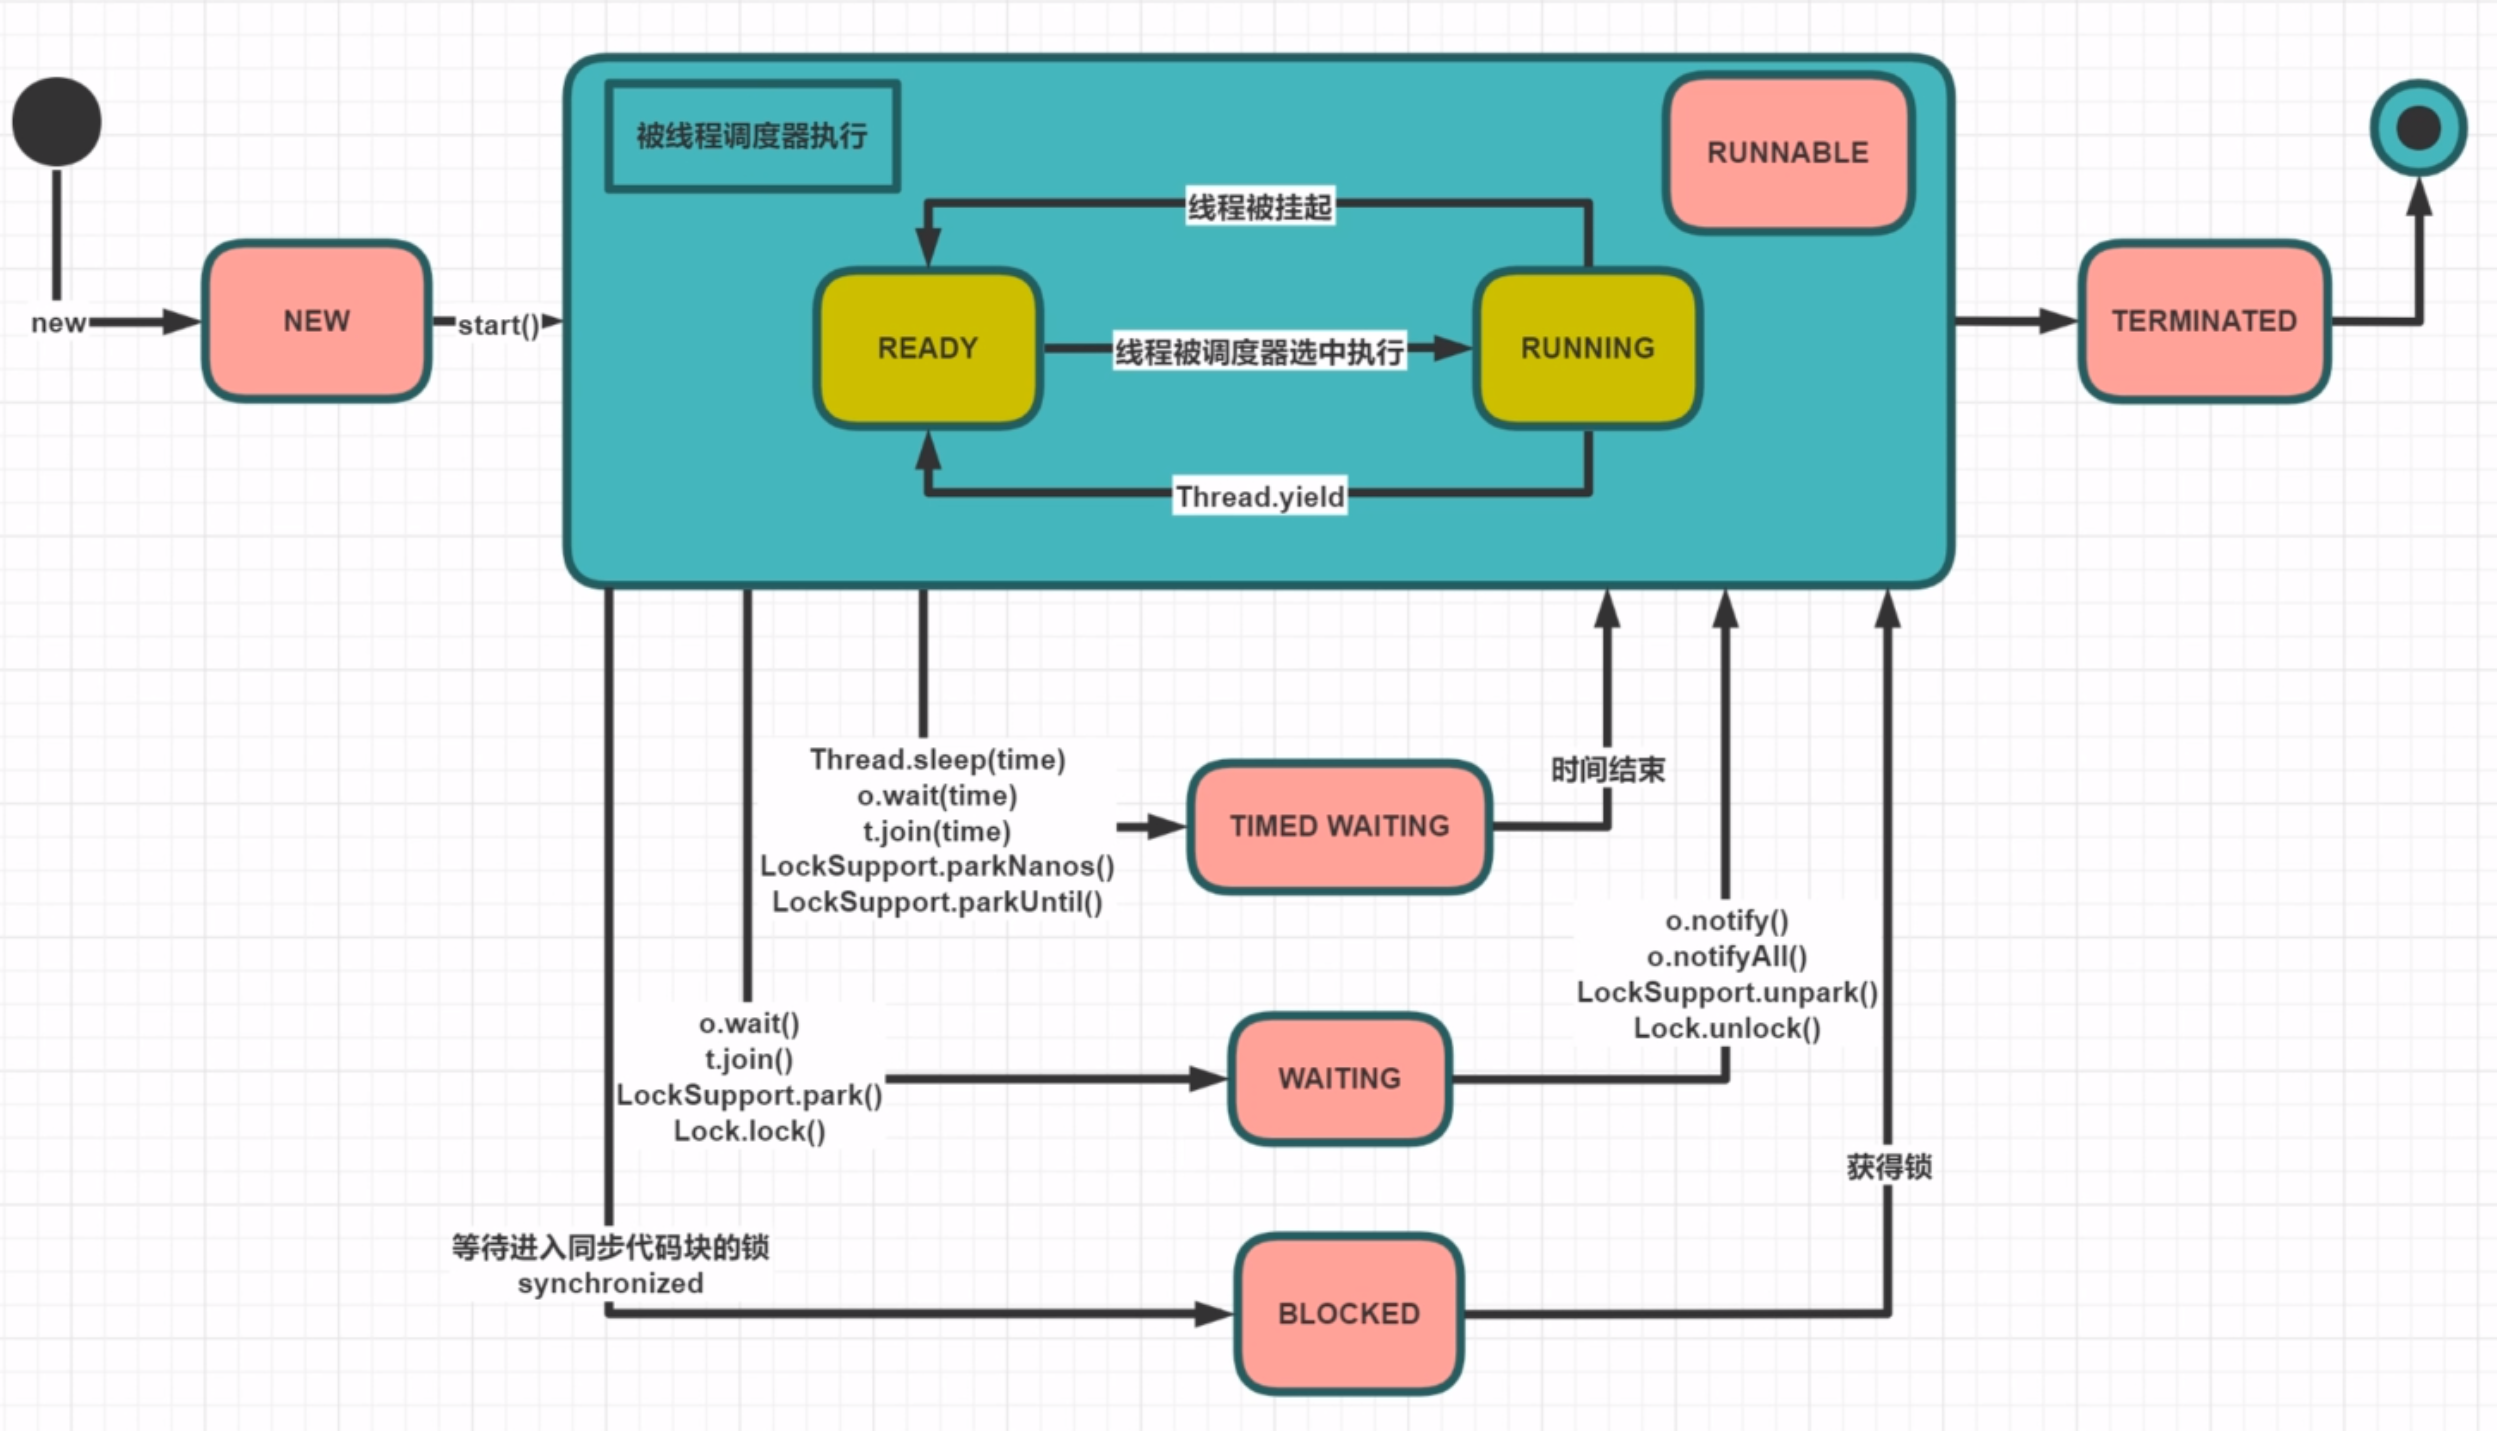 被线程调度器执行
RUNNABLE
线程被挂起
new
NEW
start()
READY
线程被调度器选中执行
RUNNING
TERMINATED
Thread.yield
Thread.sleep(time)
o.wait(time)
t.join(time)
LockSupport.parkNanos()
LockSupport.parkUntil()
TIMED WAITING
时间结束
o.notify()
o.notifyAll()
LockSupport.unpark()
Lock.unlock()
o.wait()
t.join()
LockSupport.park()
Lock.lock()
WAITING
获得锁
等待进入同步代码块的锁
synchronized
BLOCKED